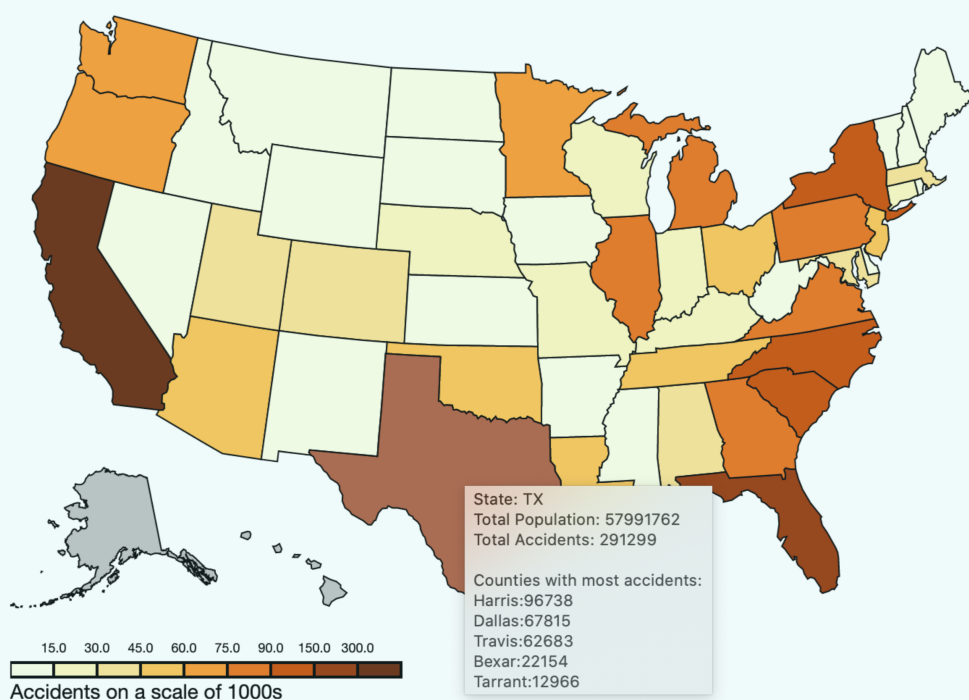 State: TX
Total Population: 57991762
Total Accidents: 291299
Counties with most accidents:
Harris:96738
Dallas:67815
Travis:62683
Bexar:22154
Tarrant:12966
15.0 30.0 45.0 60.0 75.0 90.0 150.0 300.0
Accidents on a scale of 1000s